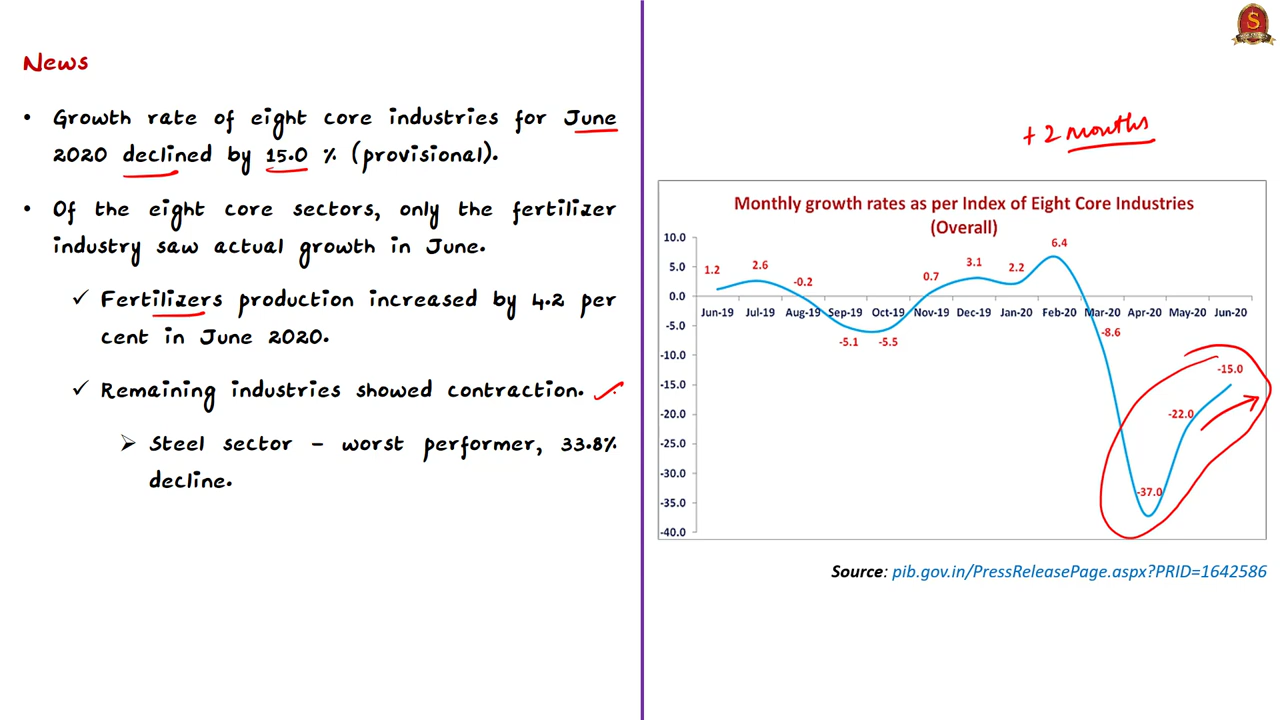 News
• Growth rate of eight core industries for June
2020 declined by 15.0 % (provisional).
• Of the eight core sectors, only the fertilizer
industry saw actual growth in June.
✓ Fertilizers production increased by 4.2 per
cent in June 2020.
✓ Remaining industries showed contraction.
➢ Steel sector – worst performer, 33.8%
decline.
S
+ 2 months
Monthly growth rates as per Index of Eight Core Industries
(Overall)
10.0
5.0
0.0
-5.0
-10.0
-15.0
-20.0
-25.0
-30.0
-35.0
-40.0
1.2
2.6
-0.2
-5.1
-5.5
0.7
3.1
2.2
6.4
-8.6
-37.0
-22.0
-15.0
Jun-19 Jul-19 Aug-19 Sep-19 Oct-19 Nov-19 Dec-19 Jan-20 Feb-20 Mar-20 Apr-20 May-20 Jun-20
Source: pib.gov.in/PressReleasePage.aspx?PRID=1642586